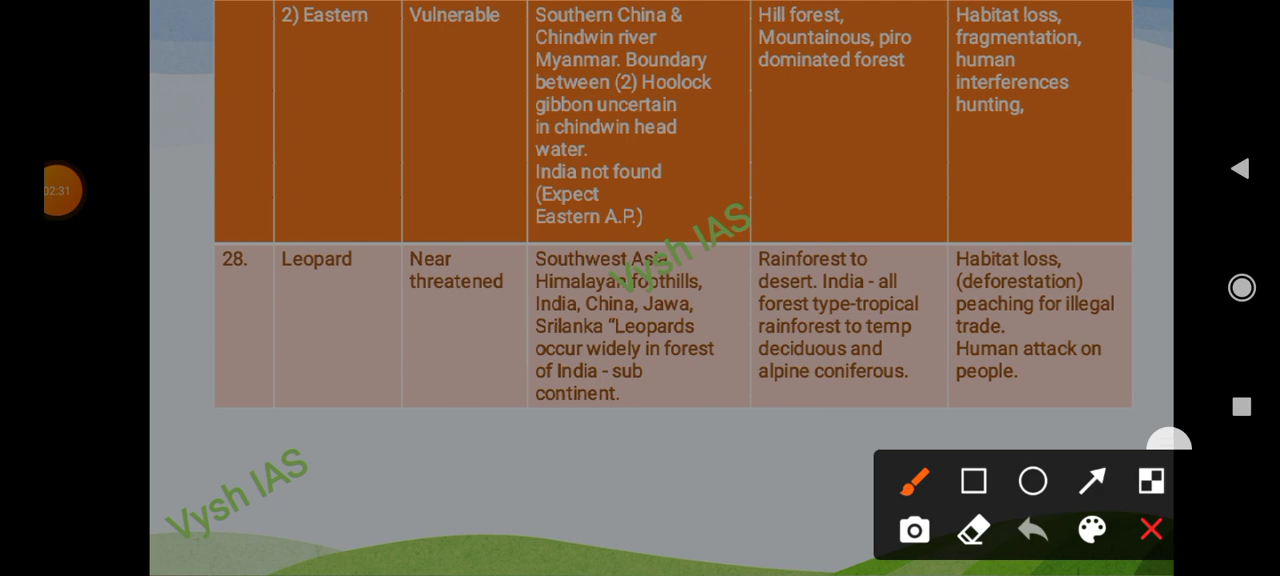 2) Eastern
Vulnerable
Southern China &
Chindwin river
Myanmar. Boundary
between (2) Hoolock
gibbon uncertain
in chindwin head
water.
India not found
(Expect
Eastern A.P.)
Hill forest,
Mountainous, piro
dominated forest
Habitat loss,
fragmentation,
human
interferences
hunting,
02:31
28.
Leopard
Near
threatened
Southwest Asia,
Himalayan foothills,
India, China, Jawa,
Srilanka "Leopards
occur widely in forest
of India - sub
continent.
Rainforest to
desert. India - all
forest type-tropical
rainforest to temp
deciduous and
alpine coniferous.
Habitat loss,
(deforestation)
peaching for illegal
trade.
Human attack on
people.
Vysh IAS
Vysh IAS